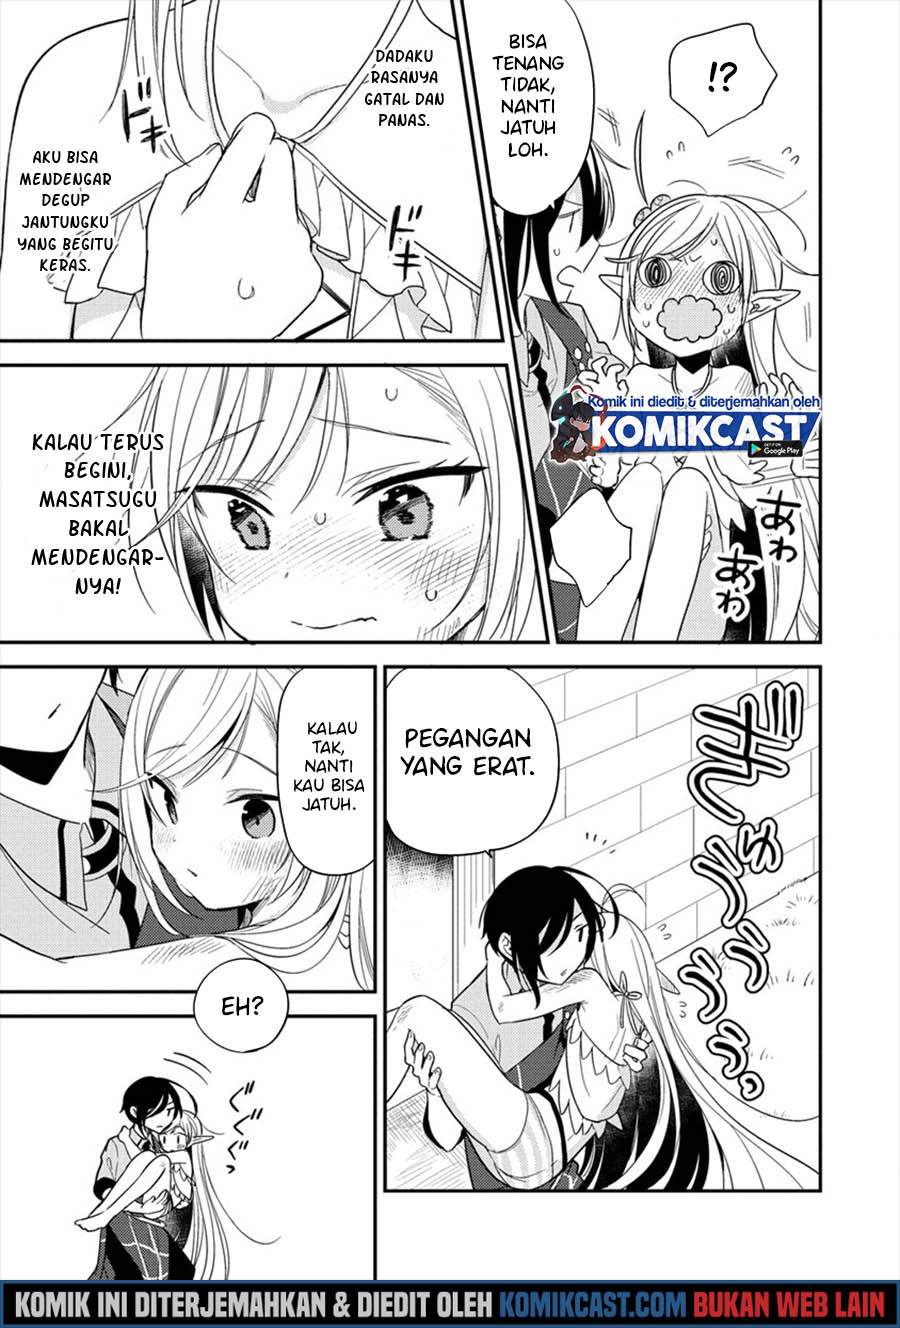 !?
BISA
TENANG
TIDAK,
NANTI
JATUH
LOH.
あわ
あわ
Komik ini diedit & diterjemahkan oleh
KOMIKCAST
GET IT ON
Google Play
DADAKU
RASANYA
GATAL DAN
PANAS.
ドキ
ドキ
AKU BISA
MENDENGAR
DEGUP
JANTUNGKU
YANG BEGITU
KERAS.
KALAU TERUS
BEGINI,
MASATSUGU
BAKAL
MENDENGAR-
NYA!
PEGANGAN
YANG ERAT.
KALAU
TAK,
NANTI
KAU BISA
JATUH.
EH?
KOMIK INI DITERJEMAHKAN & DIEDIT OLEH KOMIKCAST.COM BUKAN WEB LAIN